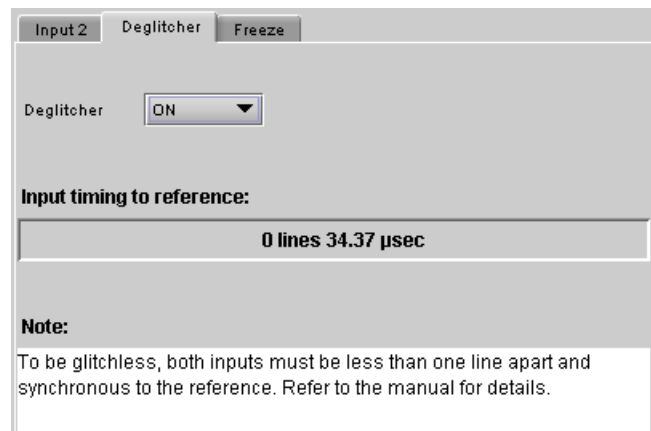 Input 2 Deglitcher Freeze
Deglitcher ON
Input timing to reference:
0 lines 34.37 µsec
Note:
To be glitchless, both inputs must be less than one line apart and
synchronous to the reference. Refer to the manual for details.